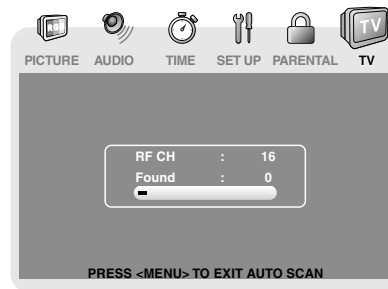 TV
PICTURE AUDIO TIME SET UP PARENTAL TV
RF CH : 16
Found : 0
PRESS <MENU> TO EXIT AUTO SCAN